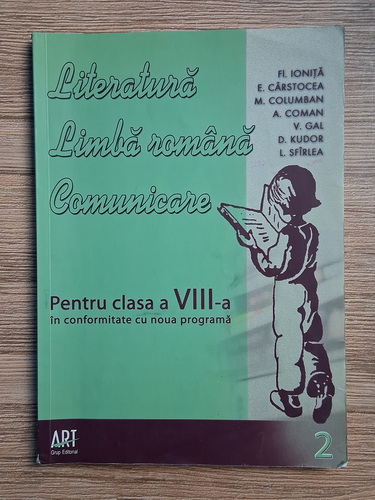 Literatură
Limbă română
Comunicare
Fl. IONIȚĂ
E. CÂRSTOCEA
M. COLUMBAN
A. COMAN
V. GAL
D. KUDOR
L. SFÎRLEA
Pentru clasa a VIII-a
în conformitate cu noua programă
ART
Grup Editorial
2